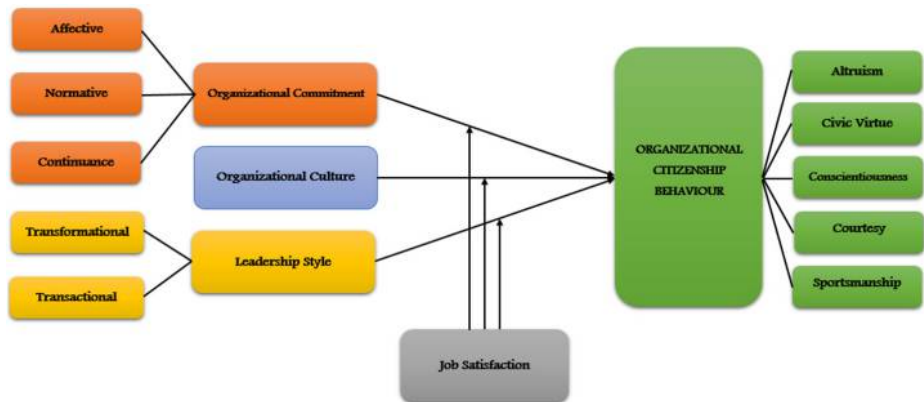 Affective
Normative
Continuance
Transformational
Transactional
Organizational Commitment
Organizational Culture
Leadership Style
Job Satisfaction
ORGANIZATIONAL
CITIZENSHIP
BEHAVIOUR
Altruism
Civic Virtue
Conscientiousness
Courtesy
Sportsmanship